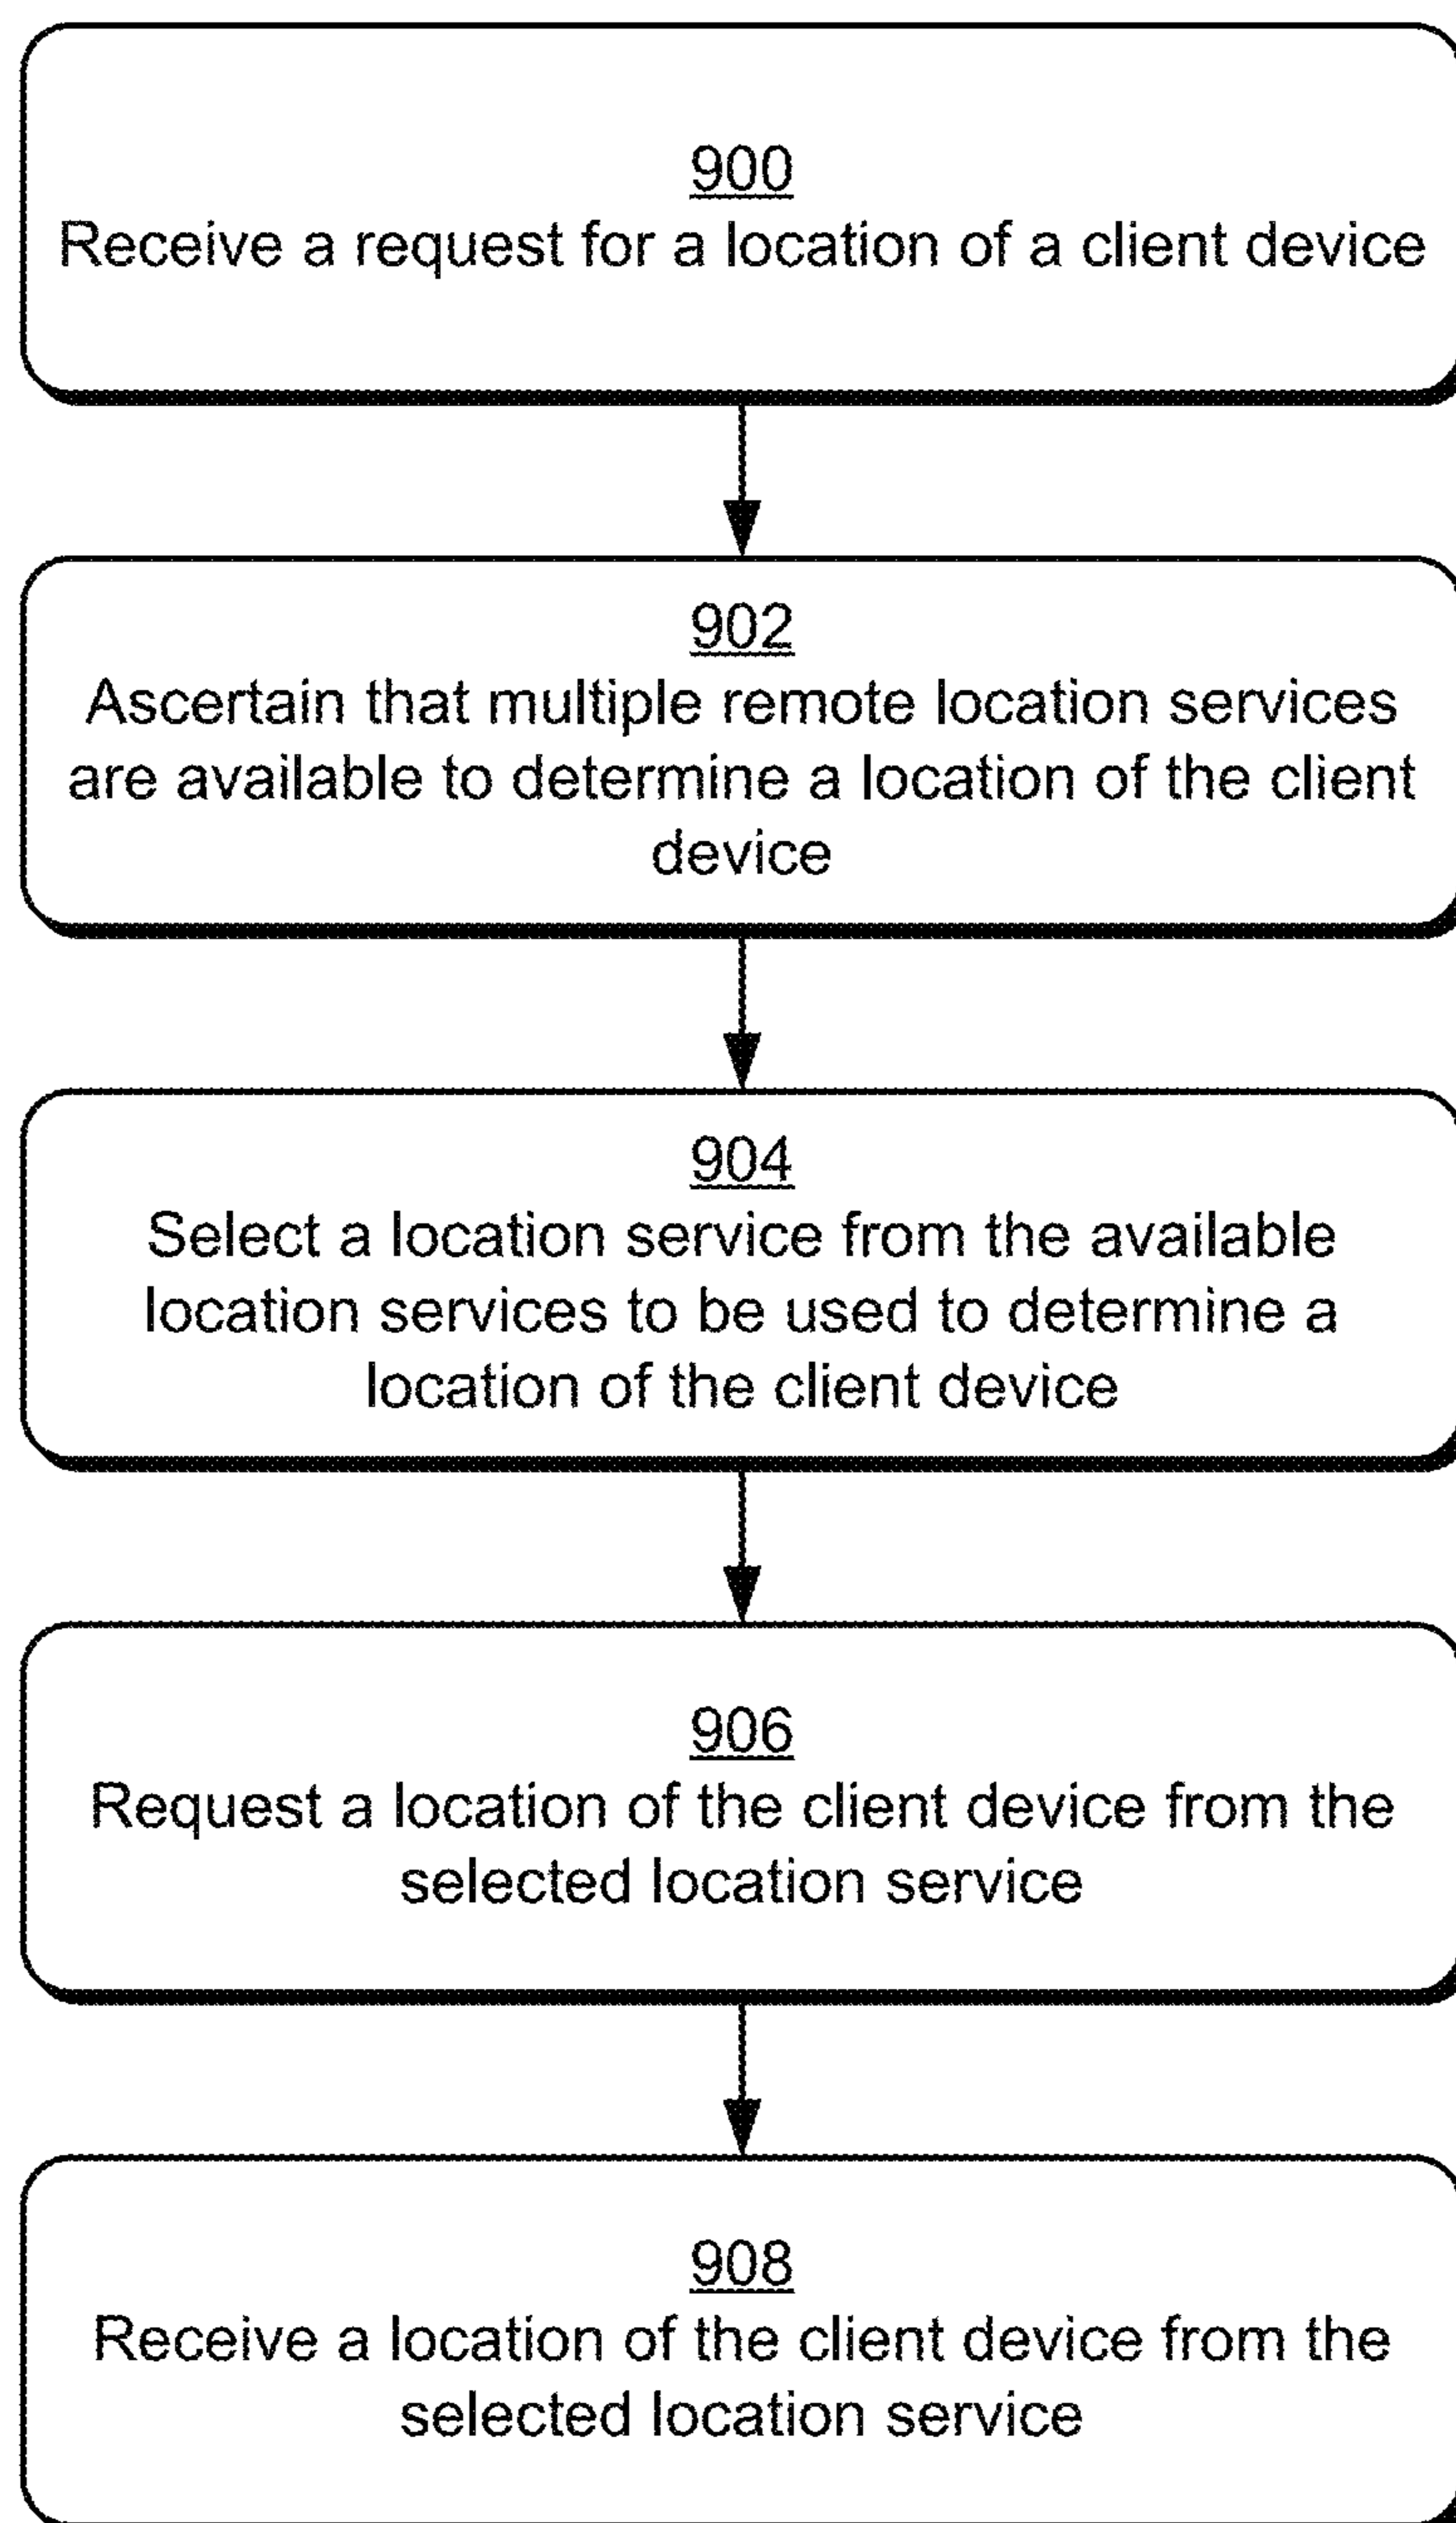 900
Receive a request for a location of a client device
902
Ascertain that multiple remote location services
are available to determine a location of the client
device
904
Select a location service from the available
location services to be used to determine a
location of the client device
906
Request a location of the client device from the
selected location service
908
Receive a location of the client device from the
selected location service